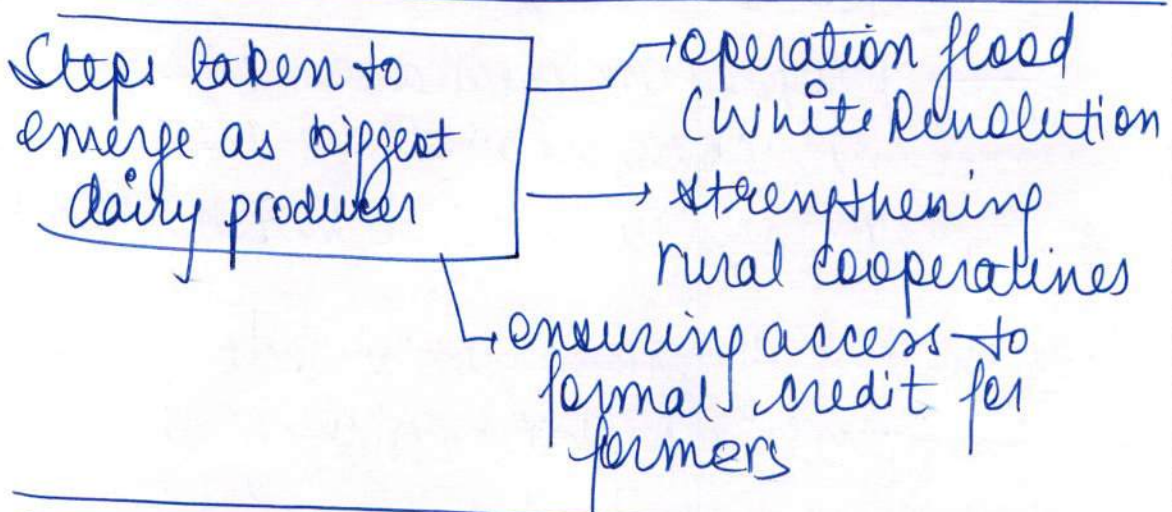 Steps taken to
emerge as biggest
dairy producer
operation flood
(White Revolution
strengthening
rural cooperatives
ensuring access to
formal credit for
farmers